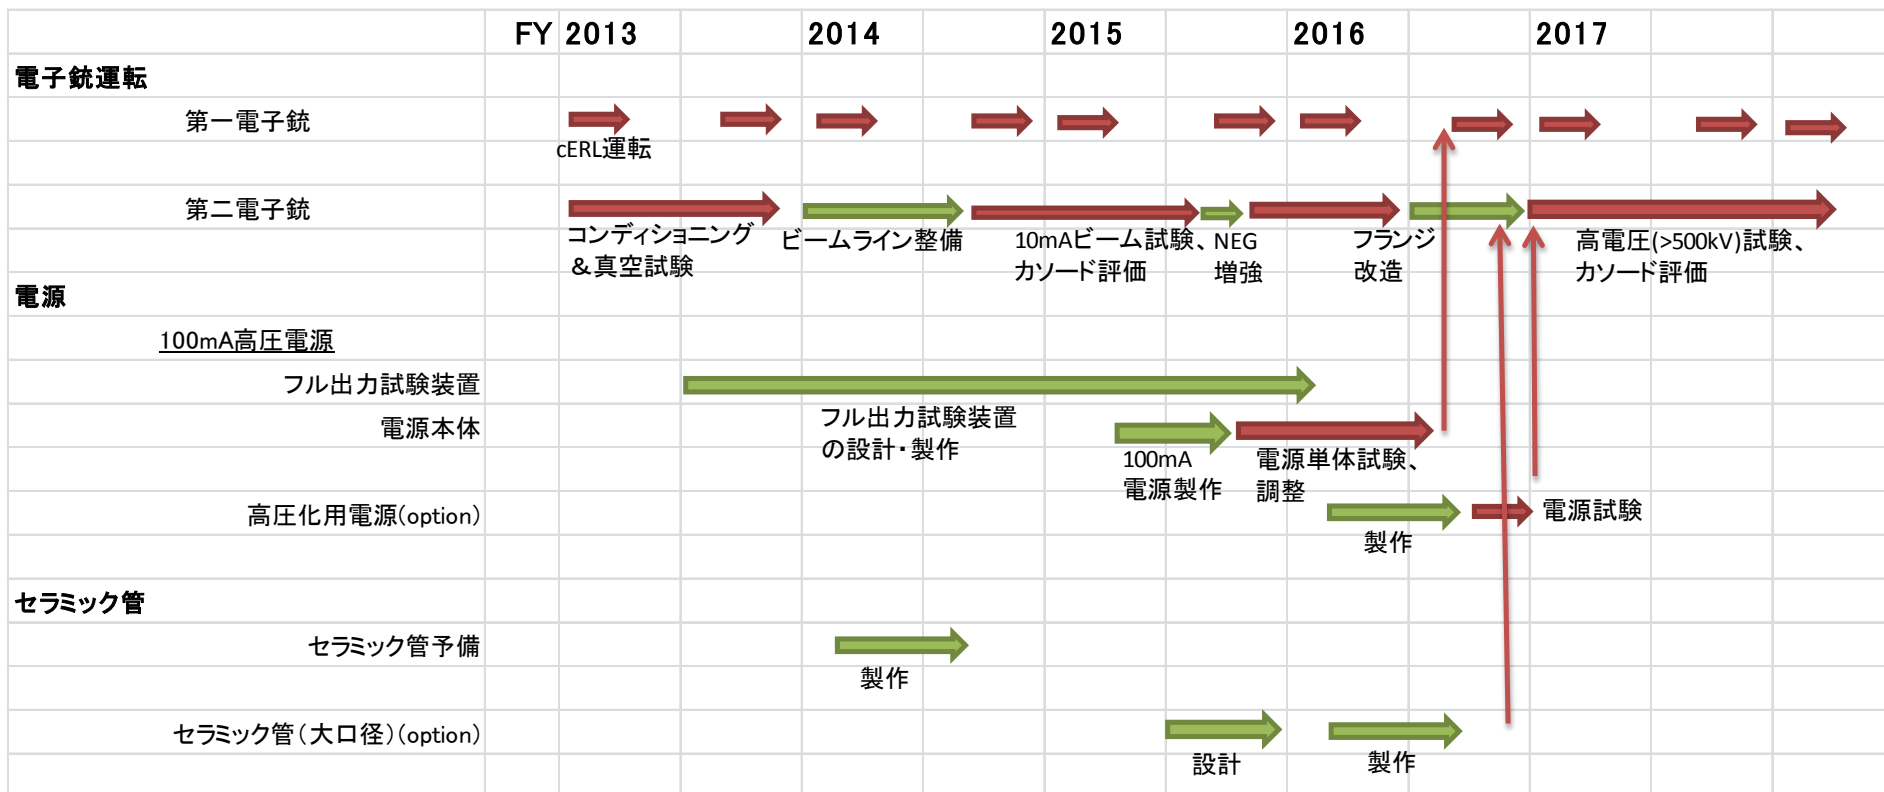 FY 2013 2014 2015 2016 2017
電子銃運転
第一電子銃
cERL運転
第二電子銃
コンディショニング
&真空試験
ビームライン整備
10mAビーム試験、
カソード評価
NEG
増強
フランジ
改造
高電圧(>500kV)試験、
カソード評価
電源
100mA高圧電源
フル出力試験装置
フル出力試験装置
の設計・製作
電源本体
100mA
電源製作
電源単体試験、
調整
高圧化用電源(option)
製作
電源試験
セラミック管
セラミック管予備
製作
セラミック管(大口径)(option)
設計
製作